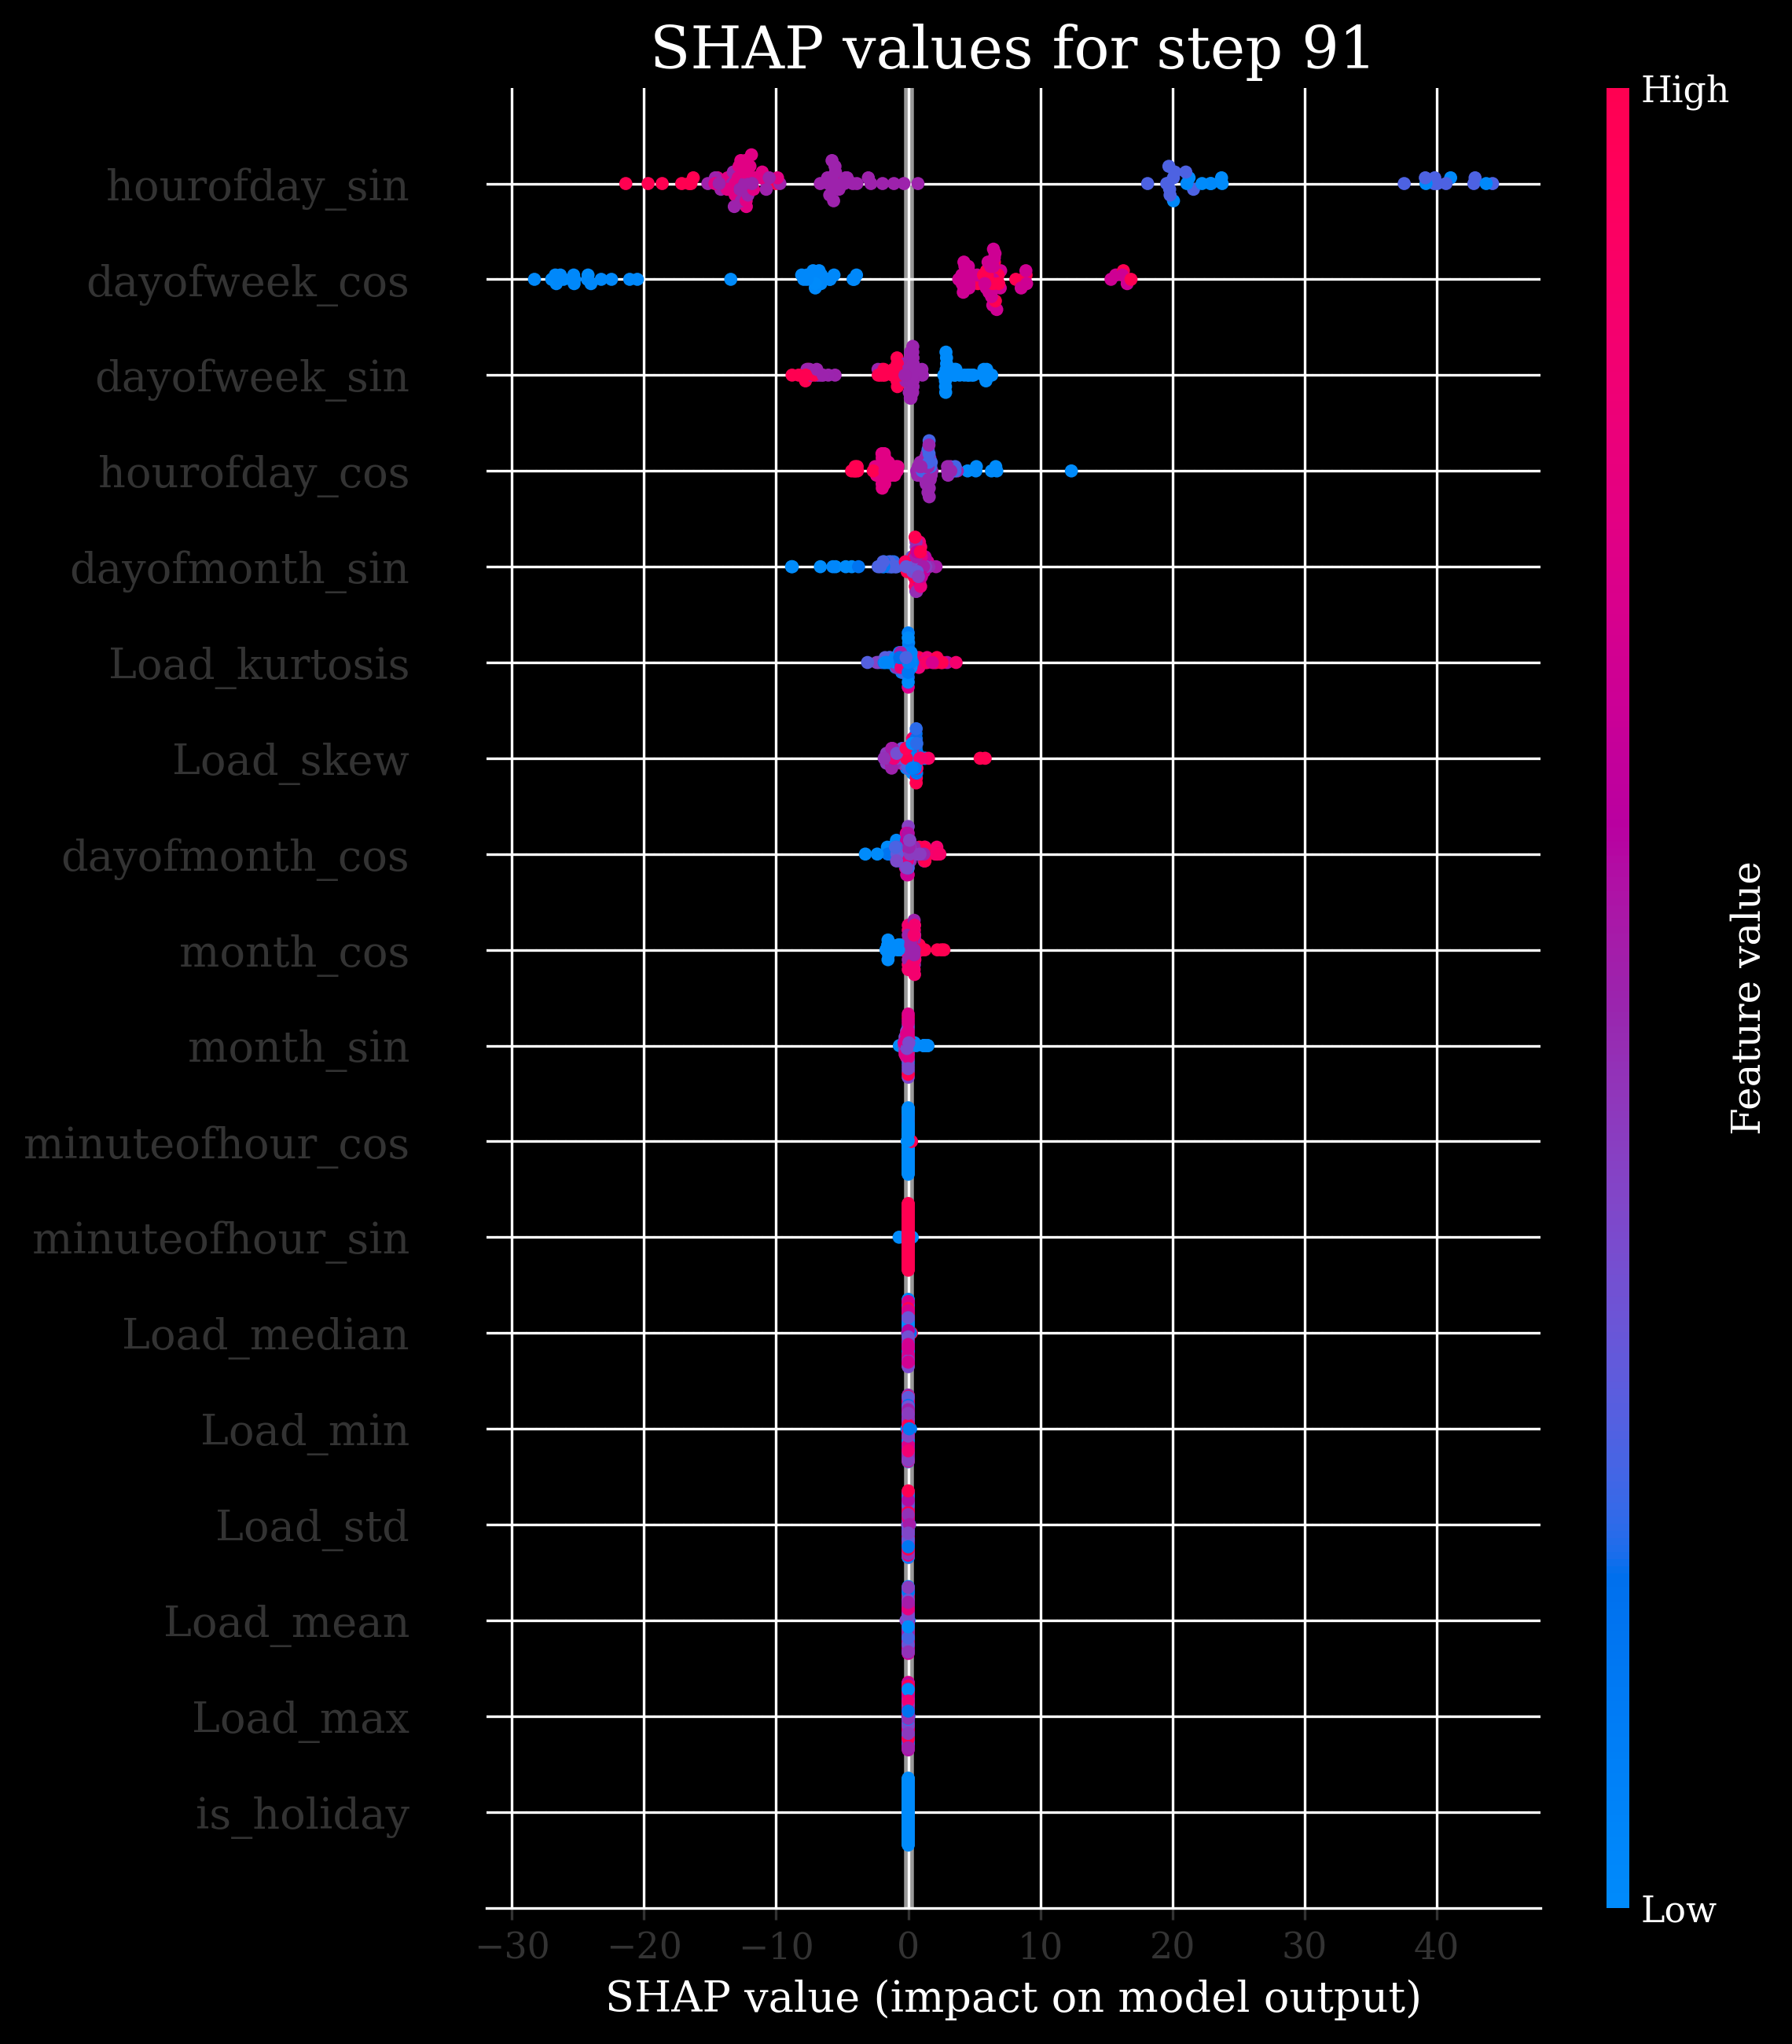 SHAP values for step 91
High
hourofday_sin
dayofweek_cos
dayofweek_sin
hourofday_cos
dayofmonth_sin
Load_kurtosis
Load_skew
dayofmonth_cos
month_cos
month_sin
minuteofhour_cos
minuteofhour_sin
Load_median
Load_min
Load_std
Load_mean
Load_max
is_holiday
Feature value
Low
−30 −20 −10 0 10 20 30 40
SHAP value (impact on model output)